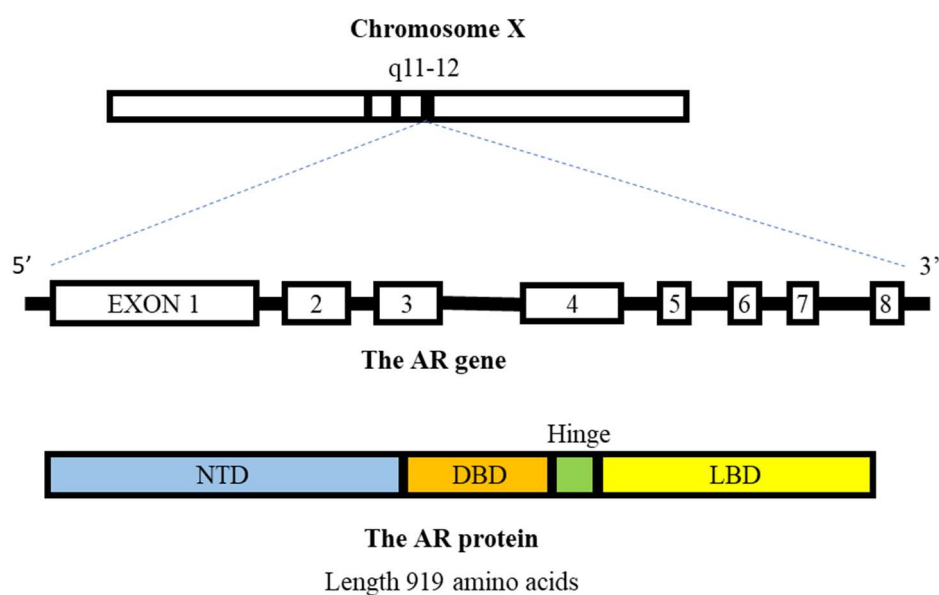 Chromosome X
q11-12
5′ 3’
EXON 1 2 3 4 5 6 7 8
The AR gene
Hinge
NTD DBD LBD
The AR protein
Length 919 amino acids